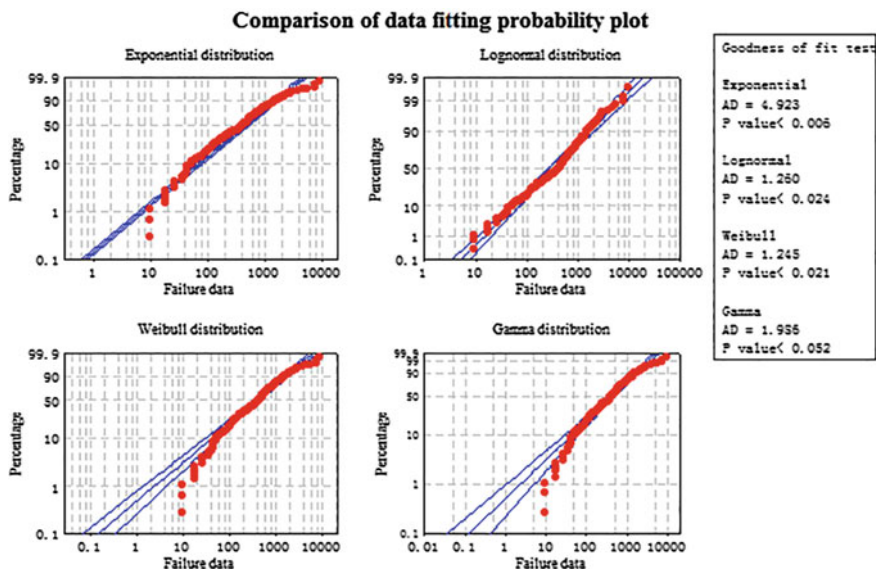 Comparison of data fitting probability plot
Exponential distribution
99.9
90
50
10
1
0.1
Percentage
1 10 100 1000 10000
Failure data
Lognormal distribution
99.9
99
90
50
10
1
0.1
Percentage
1 10 100 1000 10000 100000
Failure data
Weibull distribution
99.9
90
50
10
1
0.1
Percentage
0.1 1 10 100 1000 10000
Failure data
Gamma distribution
99.9
99
90
50
10
1
0.1
Percentage
0.01 0.1 1 10 100 1000 10000
Failure data
Goodness of fit test
Exponential
AD = 4.923
P value< 0.006
Lognormal
AD = 1.260
P value< 0.024
Weibull
AD = 1.245
P value< 0.021
Gamma
AD = 1.986
P value< 0.052